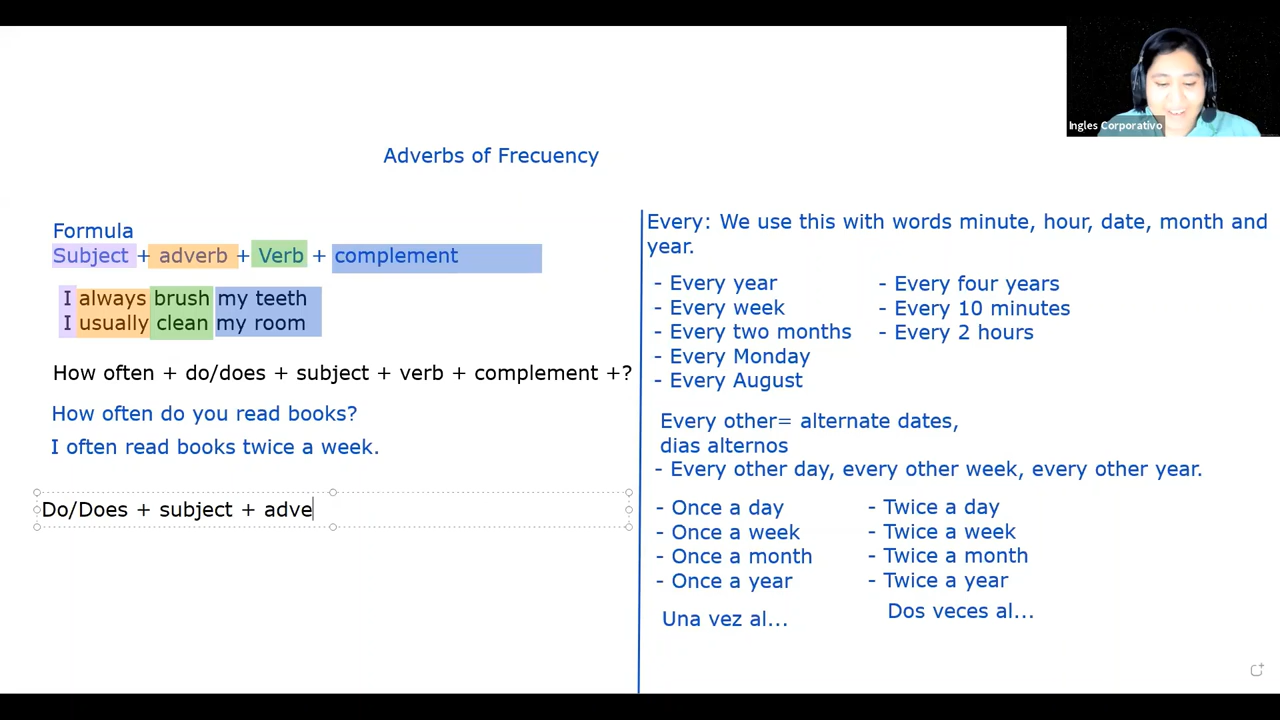 Ingles Corporativo
Adverbs of Frecuency
Formula
Subject + adverb + Verb + complement
I always brush my teeth
I usually clean my room
How often + do/does + subject + verb + complement +?
How often do you read books?
I often read books twice a week.
Do/Does + subject + adve
Every: We use this with words minute, hour, date, month and
year.
- Every year
- Every week
- Every two months
- Every Monday
- Every August
- Every four years
- Every 10 minutes
- Every 2 hours
Every other= alternate dates,
dias alternos
- Every other day, every other week, every other year.
- Once a day
- Once a week
- Once a month
- Once a year
Una vez al...
- Twice a day
- Twice a week
- Twice a month
- Twice a year
Dos veces al...